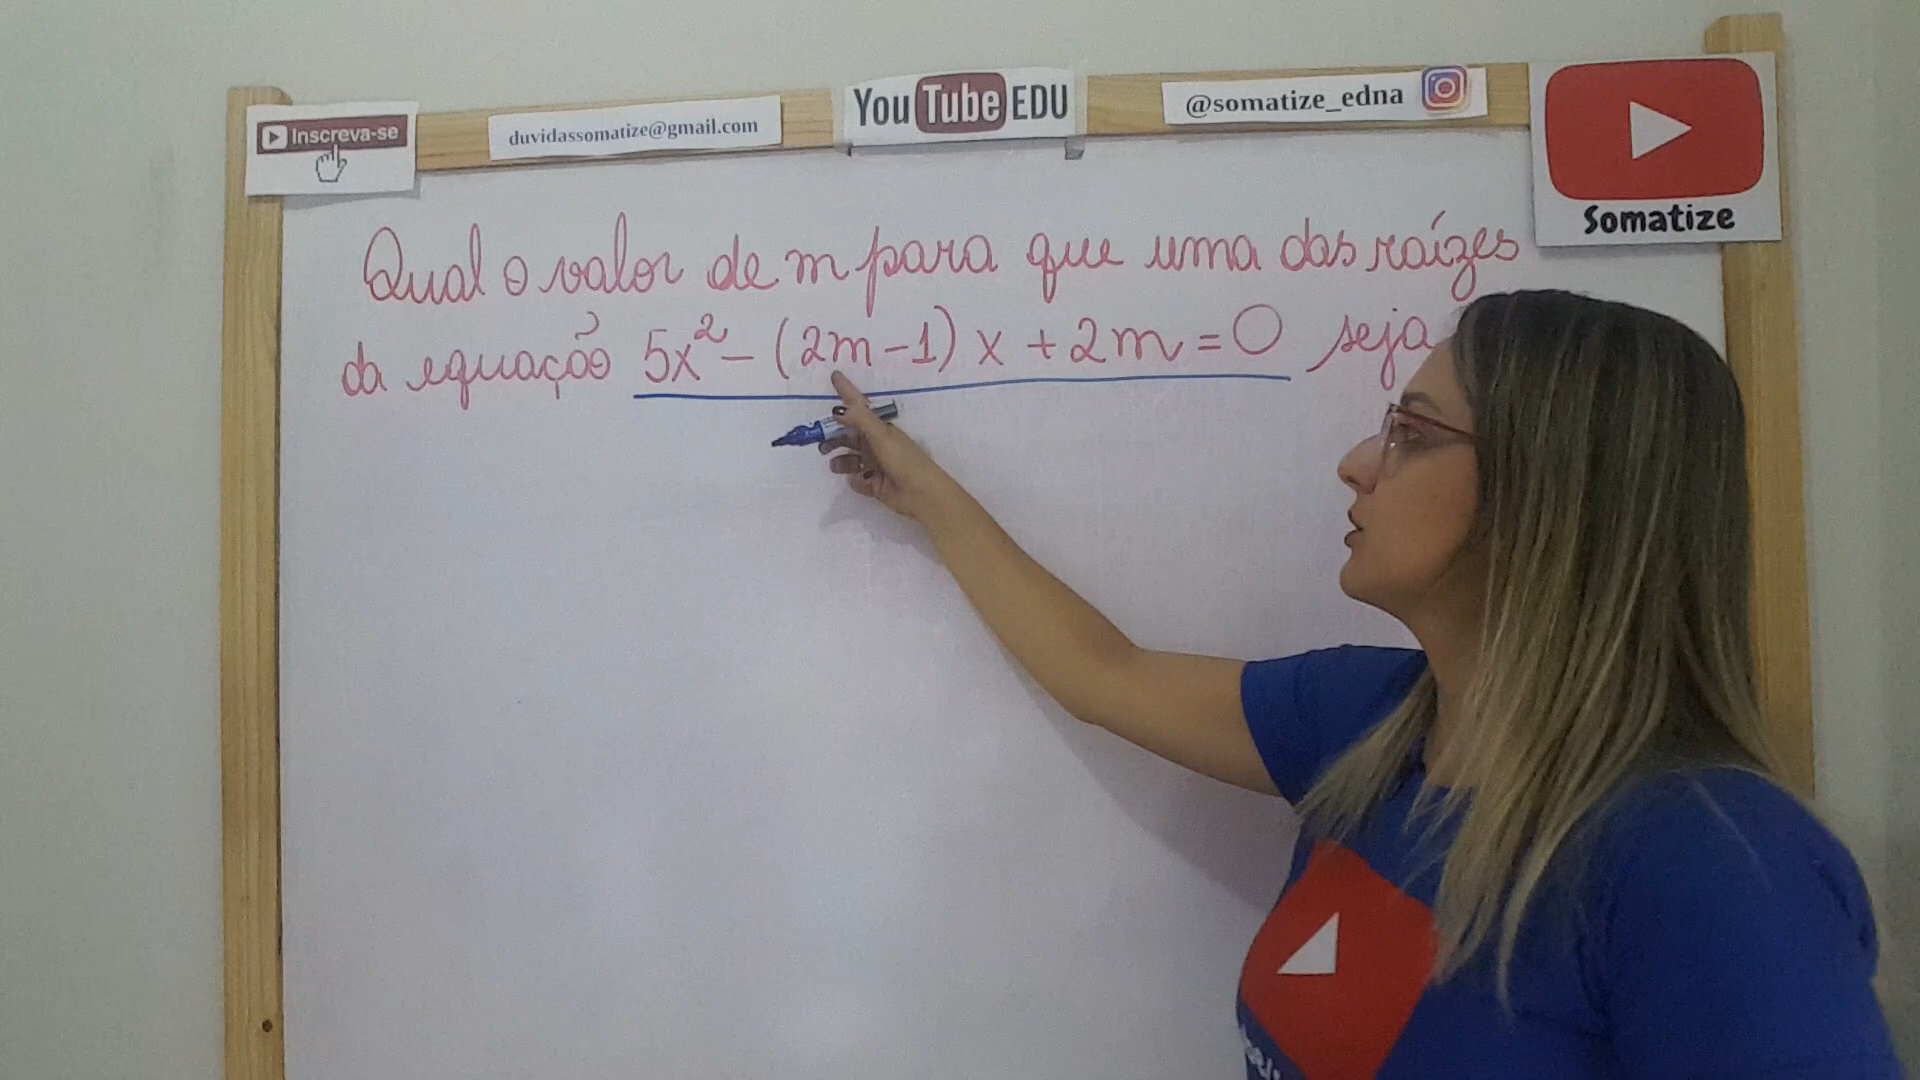 Inscreva-se
duvidassomatize@gmail.com
YouTube EDU
@somatize_edna
Somatize
Qual o valor de m para que uma das raízes
da equação 5x² - (2m - 1) x + 2m = 0 seja